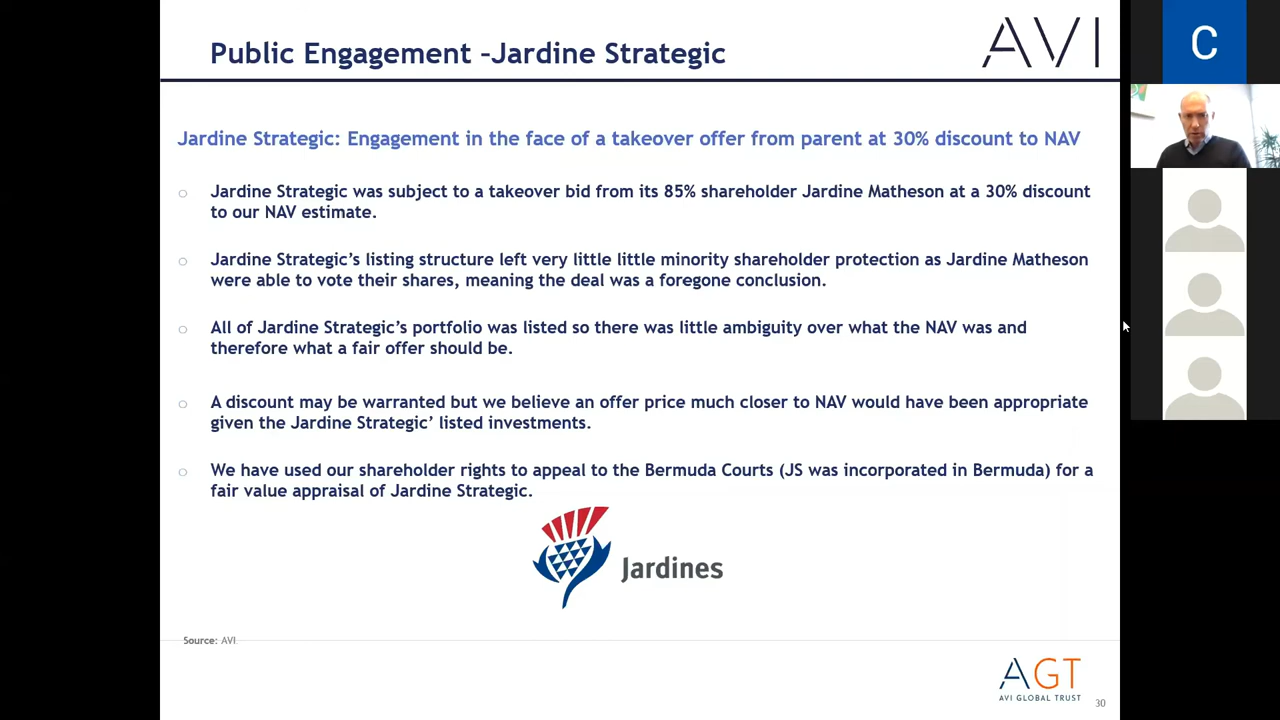 Public Engagement –Jardine Strategic
AVI
C
Jardine Strategic: Engagement in the face of a takeover offer from parent at 30% discount to NAV
Jardine Strategic was subject to a takeover bid from its 85% shareholder Jardine Matheson at a 30% discount
to our NAV estimate.
Jardine Strategic’s listing structure left very little little minority shareholder protection as Jardine Matheson
were able to vote their shares, meaning the deal was a foregone conclusion.
All of Jardine Strategic’s portfolio was listed so there was little ambiguity over what the NAV was and
therefore what a fair offer should be.
A discount may be warranted but we believe an offer price much closer to NAV would have been appropriate
given the Jardine Strategic’ listed investments.
We have used our shareholder rights to appeal to the Bermuda Courts (JS was incorporated in Bermuda) for a
fair value appraisal of Jardine Strategic.
Jardines
Source: AVI
AGT
AVI GLOBAL TRUST
30